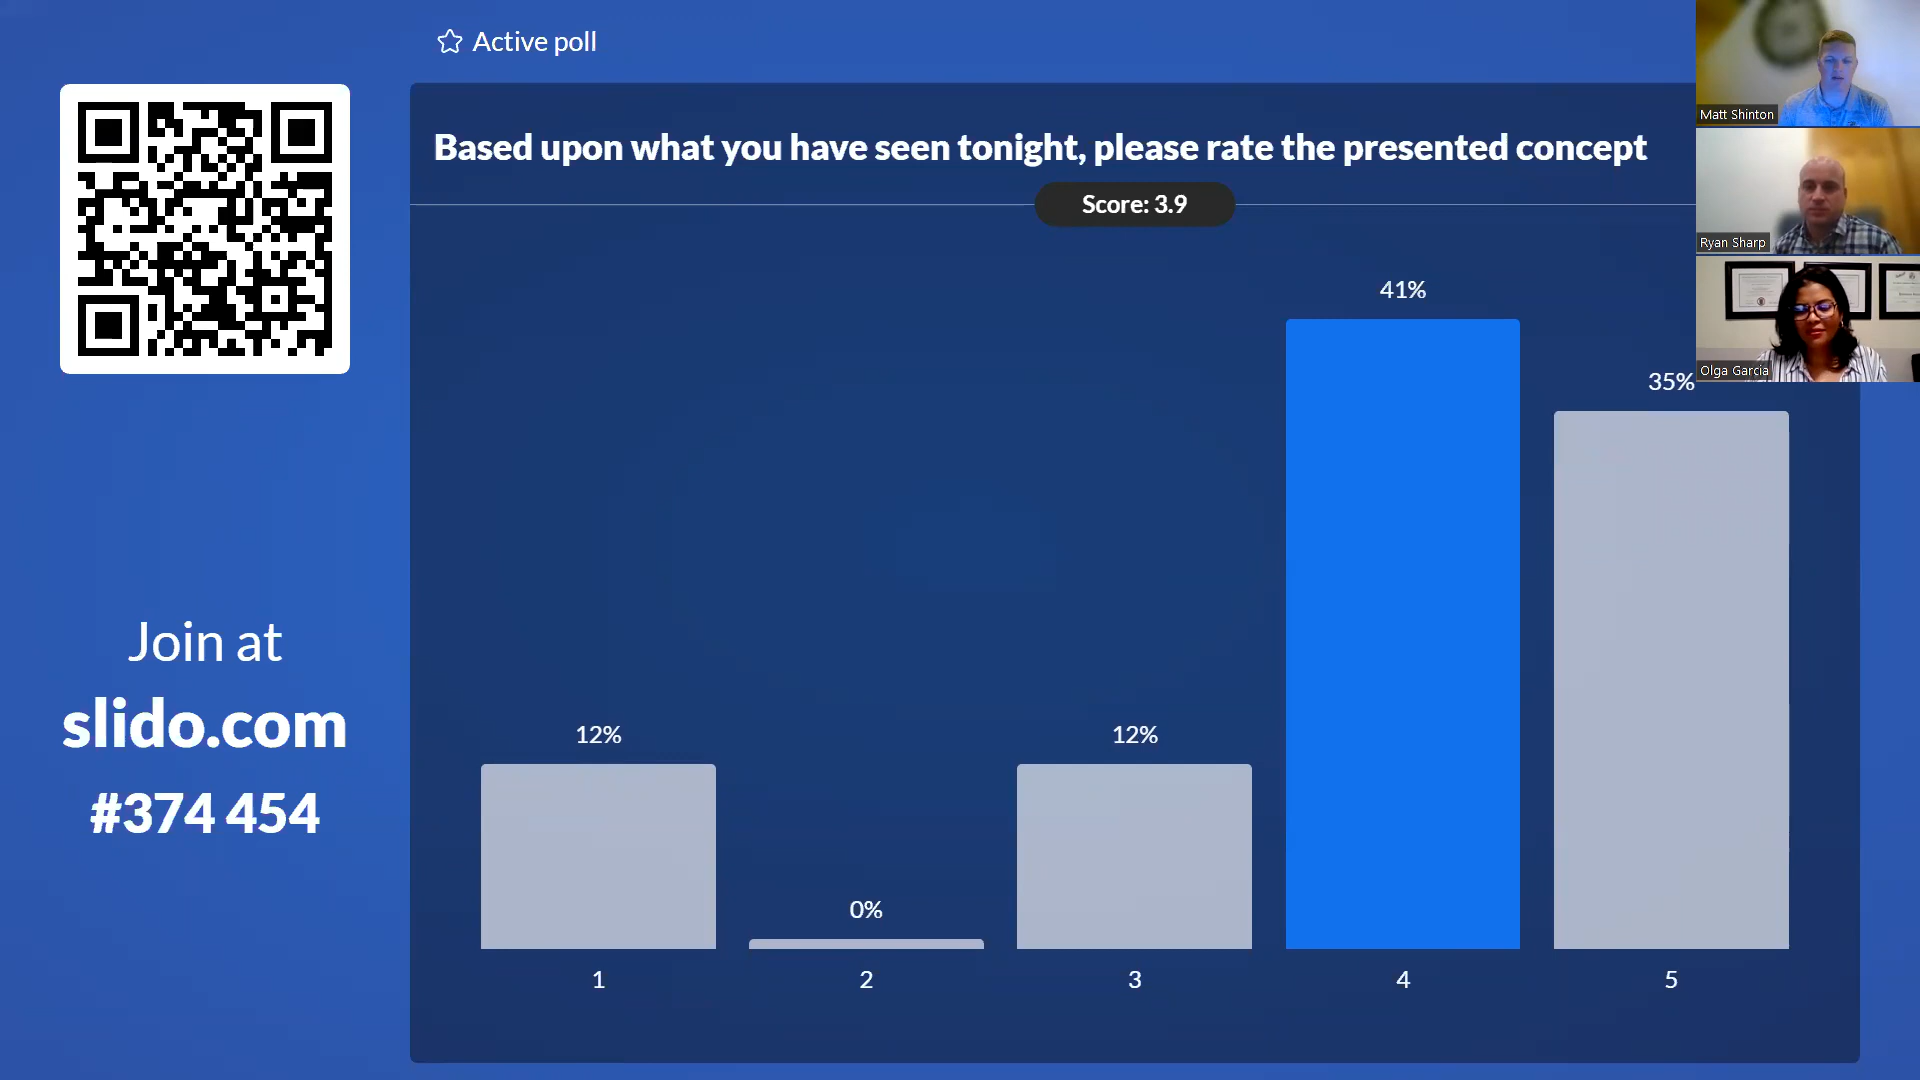 Active poll
Based upon what you have seen tonight, please rate the presented concept
Score: 3.9
12%
0%
12%
41%
35%
1
2
3
4
5
Join at
slido.com
#374 454
Matt Shinton
Ryan Sharp
Olga Garcia